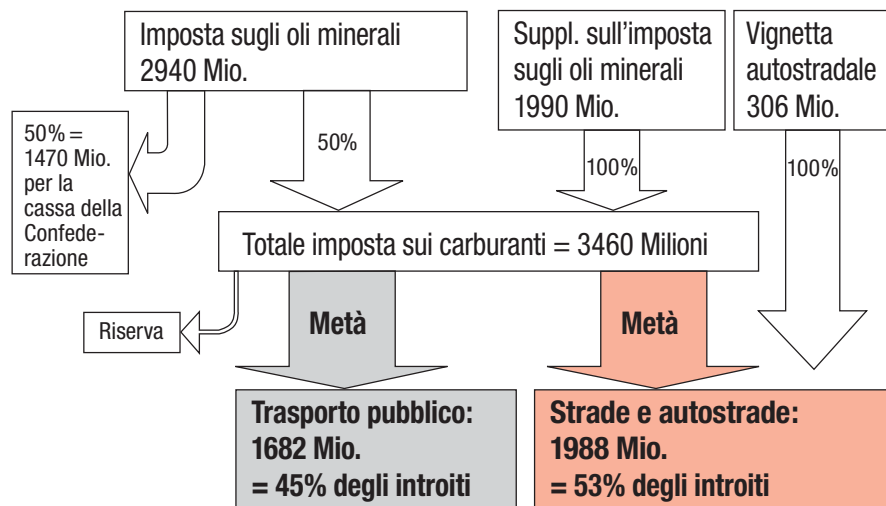 Imposta sugli oli minerali
2940 Mio.
Suppl. sull’imposta
sugli oli minerali
1990 Mio.
Vignetta
autostradale
306 Mio.
50% =
1470 Mio.
per la
cassa della
Confede-
razione
50%
100%
100%
Totale imposta sui carburanti = 3460 Milioni
Riserva
Metà
Metà
Trasporto pubblico:
1682 Mio.
= 45% degli introiti
Strade e autostrade:
1988 Mio.
= 53% degli introiti